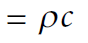 = ρc